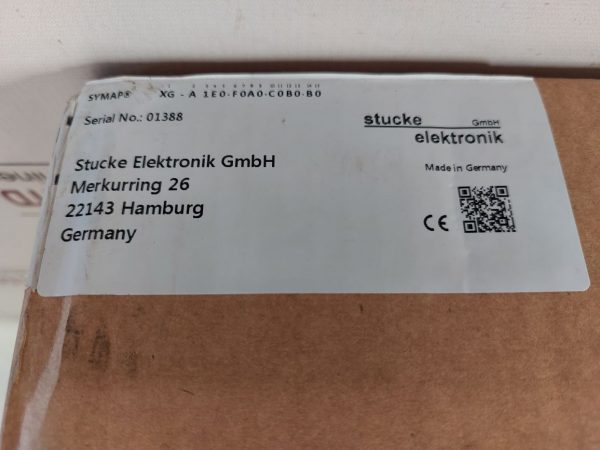 SYMAP® XG - A 1E0-F0A0-C0B0-B0
Serial No.: 01388
Stucke Elektronik GmbH
Merkurring 26
22143 Hamburg
Germany
stucke GmbH
elektronik
Made in Germany
CE